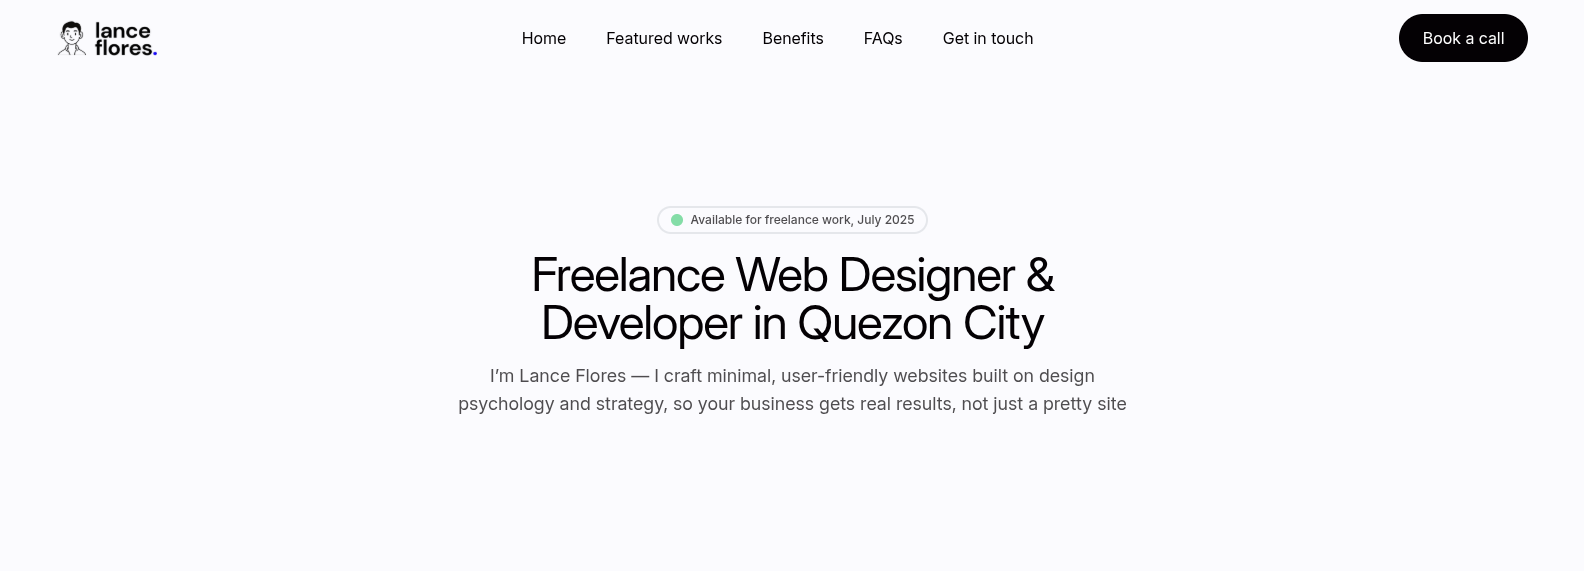 lance
flores.
Home
Featured works
Benefits
FAQs
Get in touch
Book a call
Available for freelance work, July 2025
Freelance Web Designer &
Developer in Quezon City
I’m Lance Flores — I craft minimal, user-friendly websites built on design
psychology and strategy, so your business gets real results, not just a pretty site